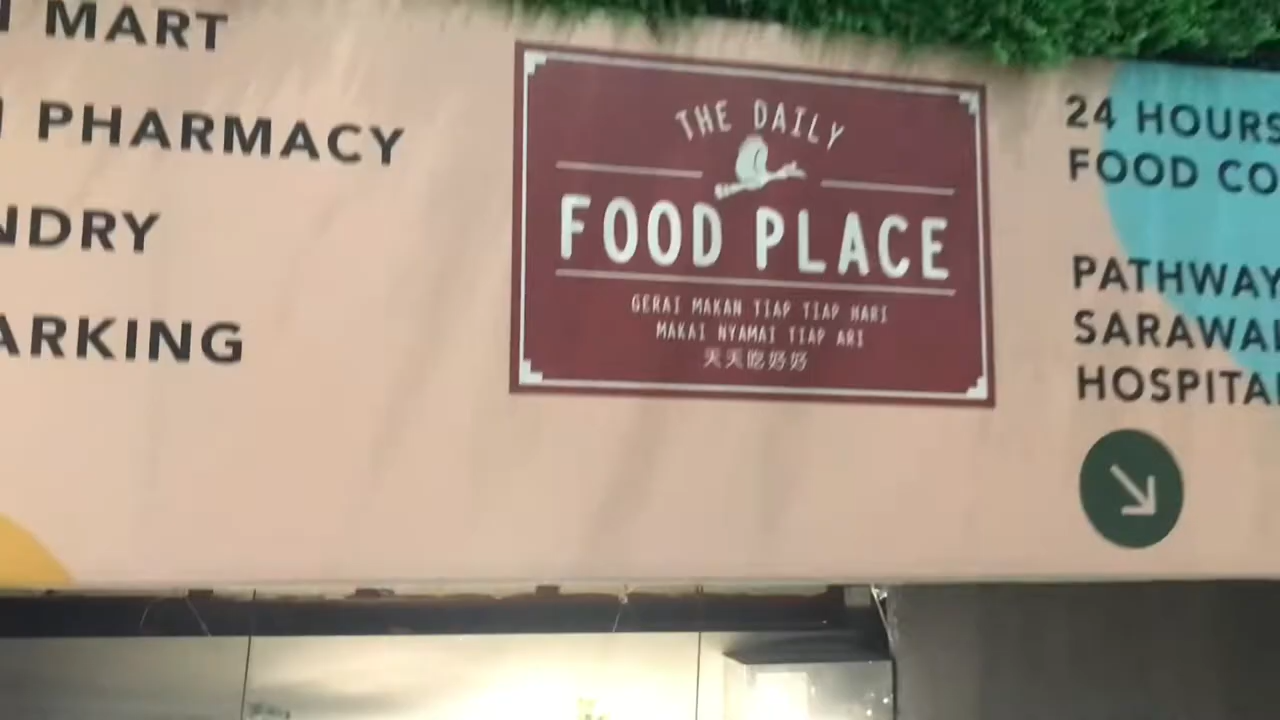 MART
PHARMACY
NDRY
ARKING
THE DAILY
FOOD PLACE
GERAI MAKAN TIAP TIAP HARI
MAKAI NYAMAI TIAP ARI
天天吃好好
24 HOURS
FOOD CO
PATHWAY
SARAWA
HOSPITA